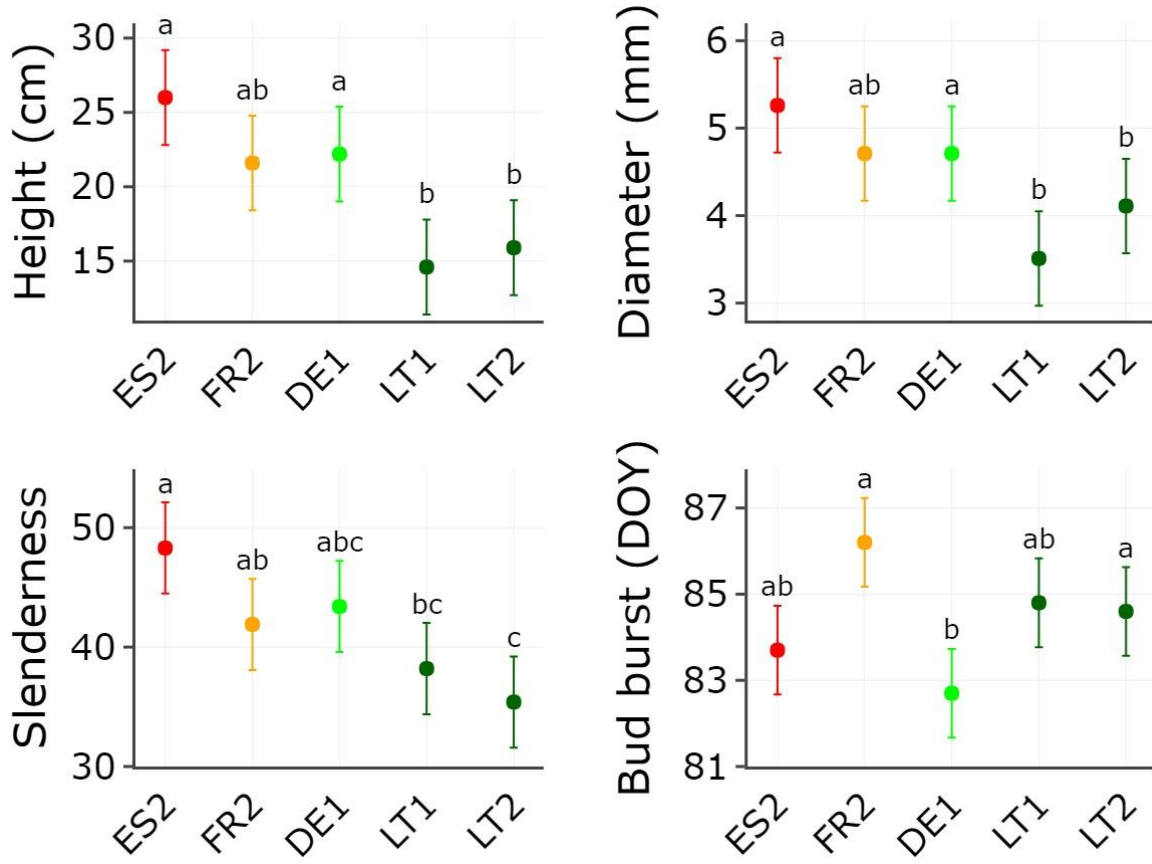 Height (cm)
30
25
20
15
a
ab
a
b
b
ES2
FR2
DE1
LT1
LT2
Diameter (mm)
6
5
4
3
a
ab
a
b
b
ES2
FR2
DE1
LT1
LT2
Slenderness
50
40
30
a
ab
abc
bc
c
ES2
FR2
DE1
LT1
LT2
Bud burst (DOY)
87
85
83
81
ab
a
b
ab
a
ES2
FR2
DE1
LT1
LT2